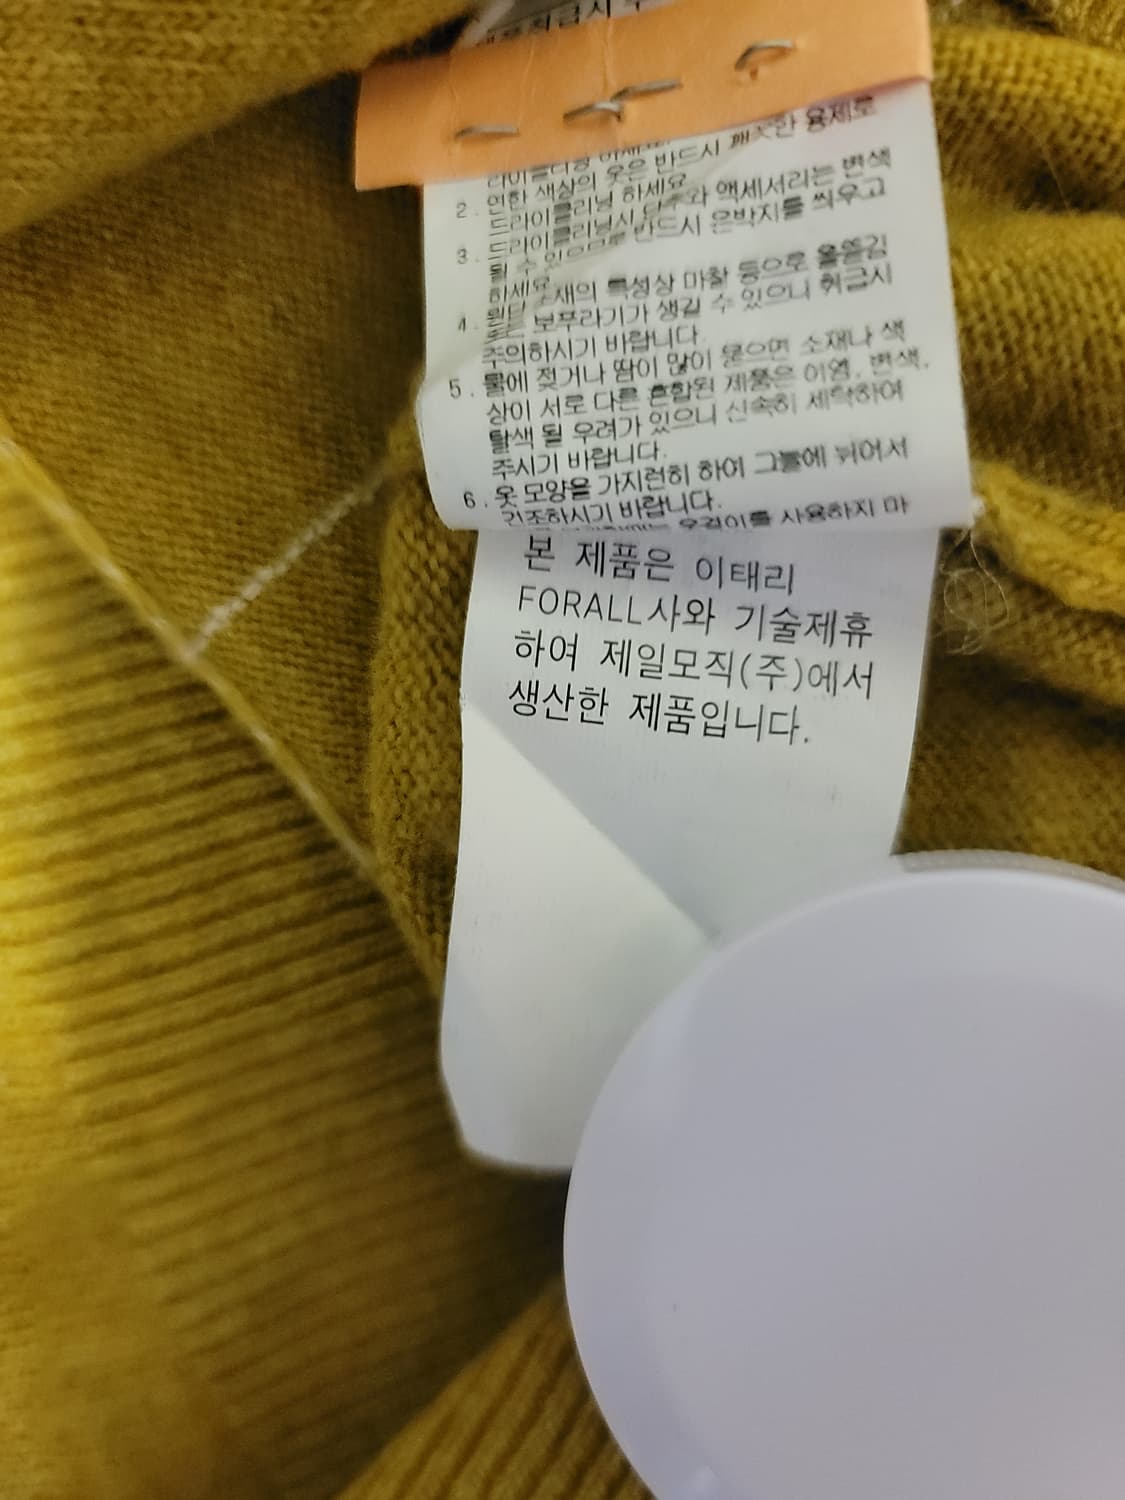 2. 연한 색상의 옷은 반드시 깨끗한 용제로
드라이클리닝 하세요
3. 드라이클리닝시 단추와 액세서리는 변색
될 수 있으므로 반드시 은박지를 씌우고
하세요
4. 원단 소재의 특성상 마찰 등으로 올뜯김
또는 보푸라기가 생길 수 있으니 취급시
주의하시기 바랍니다.
5. 물에 젖거나 땀이 많이 묻으면 소재나 색
상이 서로 다른 혼합된 제품은 이염, 변색,
탈색 될 우려가 있으니 신속히 세탁하여
주시기 바랍니다.
6. 옷 모양을 가지런히 하여 그늘에 뉘어서
건조하시기 바랍니다.
옷걸이를 사용하지 마
본 제품은 이태리
FORALL사와 기술제휴
하여 제일모직(주)에서
생산한 제품입니다.